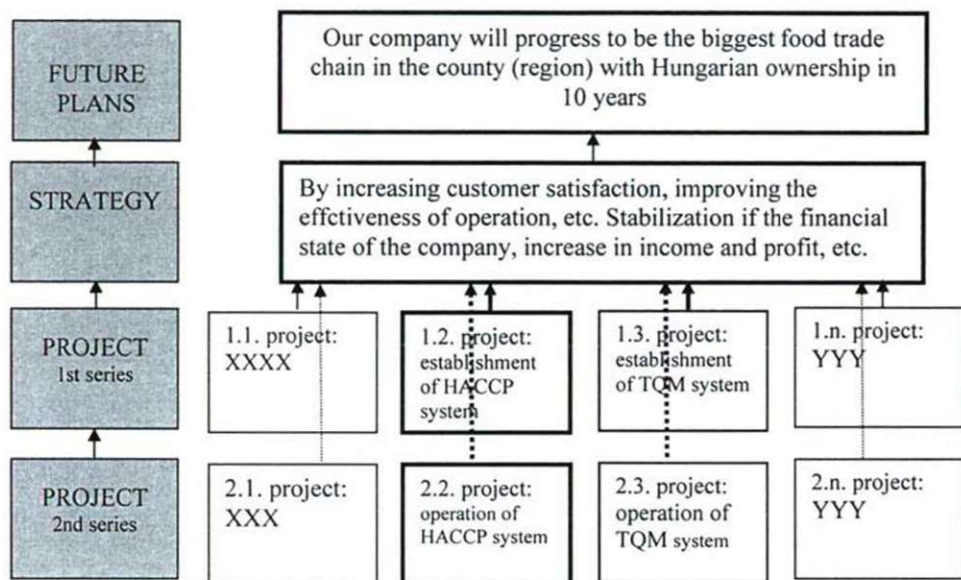 FUTURE
PLANS
Our company will progress to be the biggest food trade
chain in the county (region) with Hungarian ownership in
10 years
STRATEGY
By increasing customer satisfaction, improving the
effctiveness of operation, etc. Stabilization if the financial
state of the company, increase in income and profit, etc.
PROJECT
1st series
1.1. project:
XXXX
1.2. project:
establishment
of HACCP
system
1.3. project:
establishment
of TQM system
1.n. project:
YYY
PROJECT
2nd series
2.1. project:
XXX
2.2. project:
operation of
HACCP system
2.3. project:
operation of
TQM system
2.n. project:
YYY